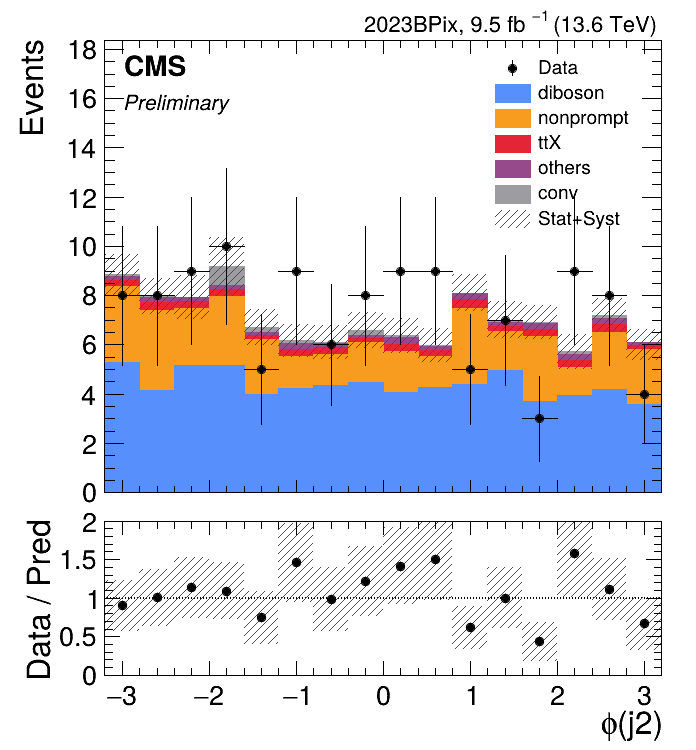 2023BPix, 9.5 fb⁻¹ (13.6 TeV)
CMS
Preliminary
Events
18
16
14
12
10
8
6
4
2
0
Data
diboson
nonprompt
ttX
others
conv
Stat+Syst
Data / Pred
2
1.5
1
0.5
0
−3 −2 −1 0 1 2 3
ϕ(j2)